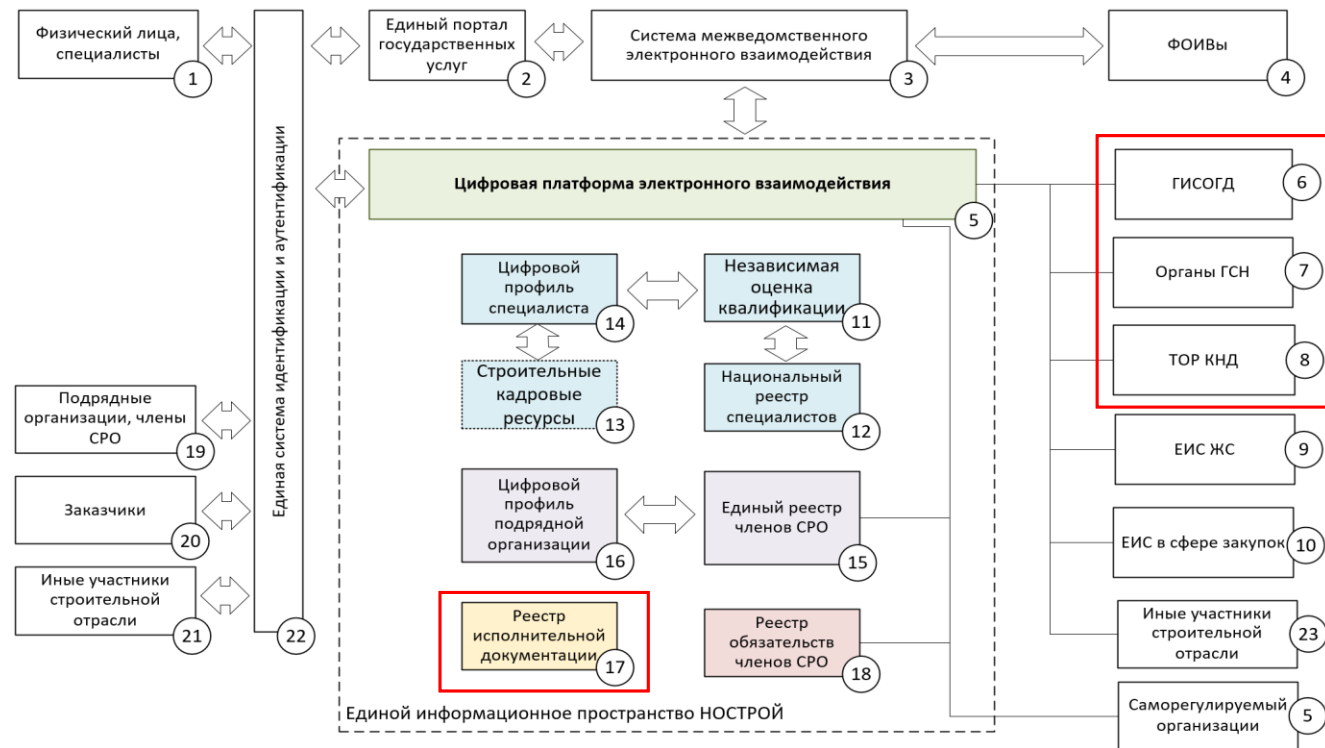 Физический лица,
специалисты
1
Единый портал
государственных
услуг
2
Система межведомственного
электронного взаимодействия
3
ФОИВы
4
Единая система идентификации и аутентификации
22
Цифровая платформа электронного взаимодействия
5
ГИСОГД
6
Органы ГСН
7
ТОР КНД
8
ЕИС ЖС
9
ЕИС в сфере закупок
10
Иные участники
строительной
отрасли
23
Саморегулируемый
организации
5
Цифровой
профиль
специалиста
14
Независимая
оценка
квалификации
11
Строительные
кадровые
ресурсы
13
Национальный
реестр
специалистов
12
Цифровой
профиль
подрядной
организации
16
Единый реестр
членов СРО
15
Реестр
исполнительной
документации
17
Реестр
обязательств
членов СРО
18
Единой информационное пространство НОСТРОЙ
Подрядные
организации, члены
СРО
19
Заказчики
20
Иные участники
строительной
отрасли
21